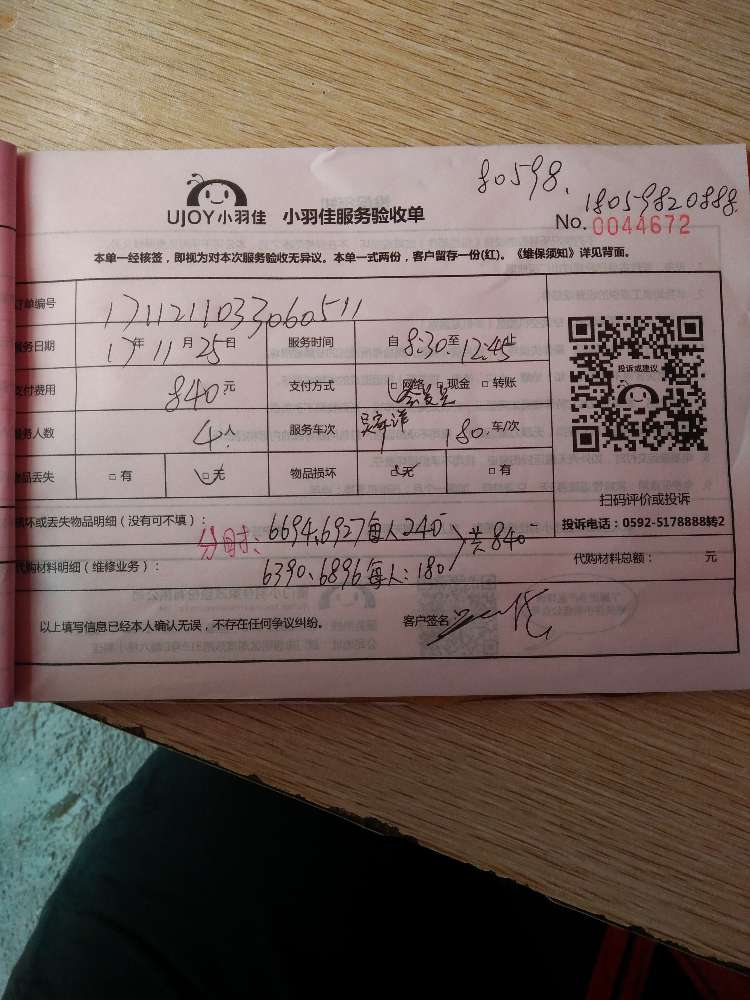 80598.
18059820888.
UJOY小羽佳 小羽佳服务验收单
No. 0044672
本单一经核签，即视为对本次服务验收无异议。本单一式两份，客户留存一份(红)。《维保须知》详见背面。
订单编号 171121103306051 1
服务日期 17年 11月 25日 服务时间 自 8:30 至 12:45止
支付费用 840元 支付方式 □网络 □现金 □转账
服务人数 4人 服务车次 180 车/次
物品丢失 □有 □无 物品损坏 □无 □有
投诉或建议
扫码评价或投诉
投诉电话：0592-5178888转2
损坏或丢失物品明细（没有可不填）：
分时: 6694、6927每人240 共840
代购材料明细（维修业务）： 6390、6896每人:180
代购材料总额： 元
以上填写信息已经本人确认无误，不存在任何争议纠纷。 客户签名